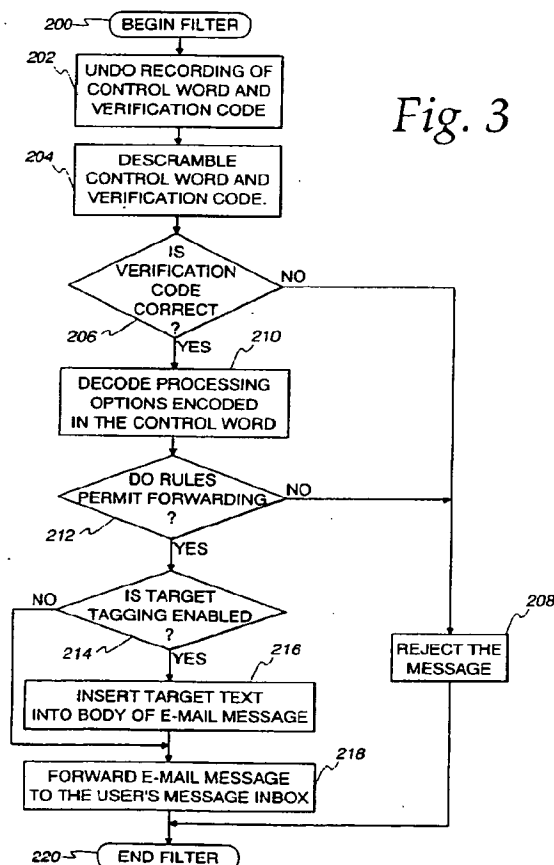 200
BEGIN FILTER
202
UNDO RECORDING OF
CONTROL WORD AND
VERIFICATION CODE
Fig. 3
204
DESCRAMBLE
CONTROL WORD AND
VERIFICATION CODE.
IS
VERIFICATION
CODE
CORRECT
?
NO
206
YES
210
DECODE PROCESSING
OPTIONS ENCODED
IN THE CONTROL WORD
DO RULES
PERMIT FORWARDING
?
NO
212
YES
NO
IS TARGET
TAGGING ENABLED
?
208
214
YES
216
REJECT THE
MESSAGE
INSERT TARGET TEXT
INTO BODY OF E-MAIL MESSAGE
218
FORWARD E-MAIL MESSAGE
TO THE USER'S MESSAGE INBOX
220
END FILTER